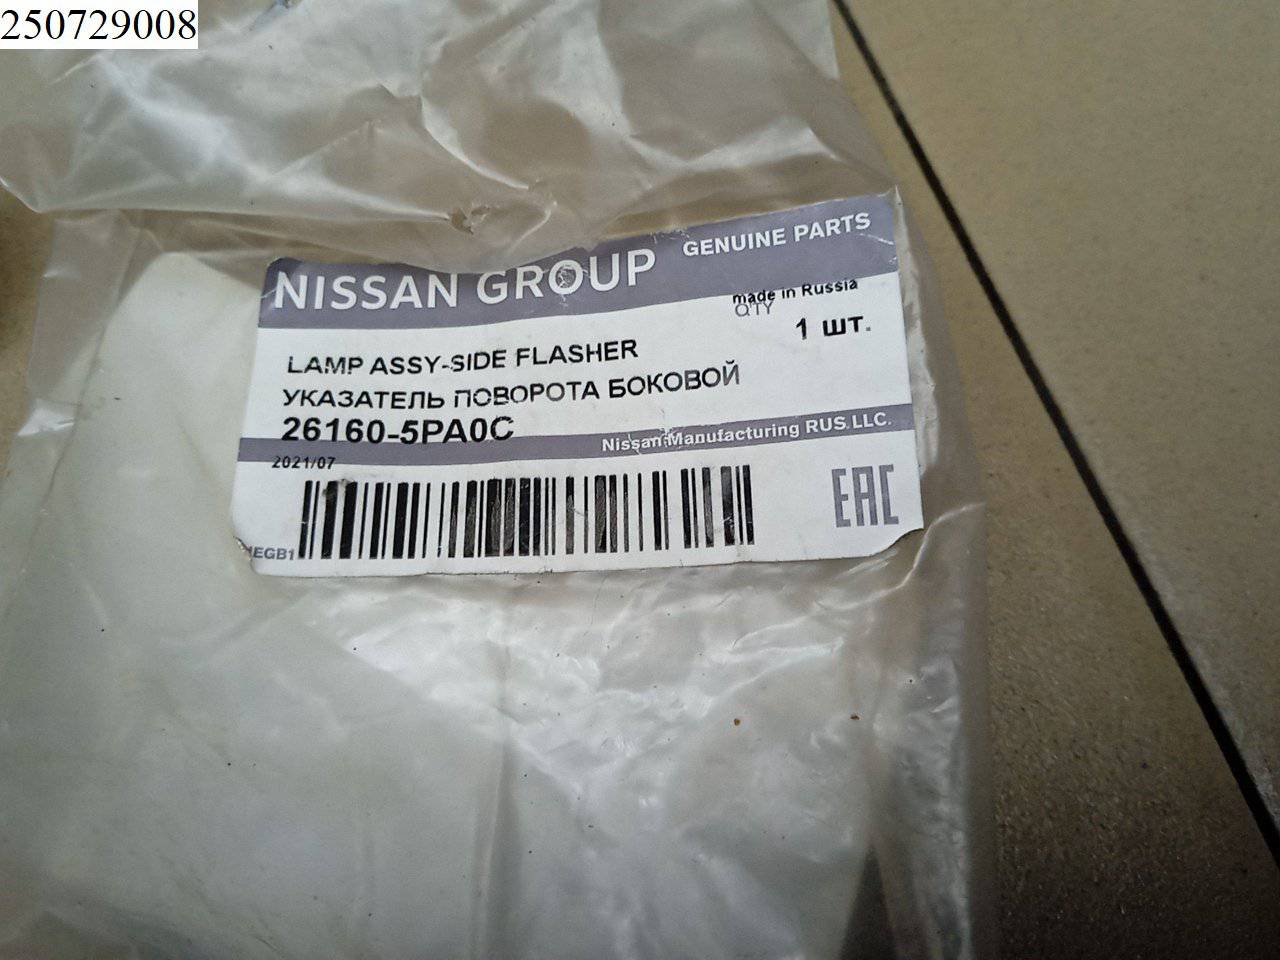 250729008
NISSAN GROUP GENUINE PARTS
made in Russia
QTY
1 шт.
LAMP ASSY-SIDE FLASHER
УКАЗАТЕЛЬ ПОВОРОТА БОКОВОЙ
26160-5PA0C
Nissan Manufacturing RUS.LLC.
2021/07
EAC